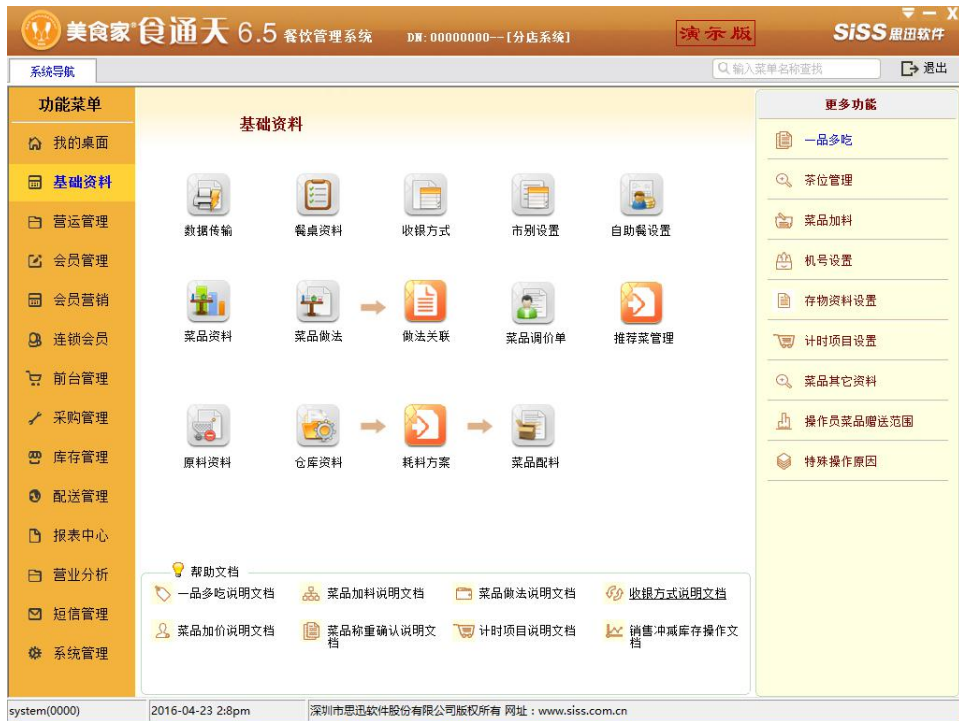 美食家®食通天 6.5 餐饮管理系统 DN:00000000--[分店系统] 演示版 SiSS思迅软件
系统导航 输入菜单名称查找 退出
功能菜单
我的桌面
基础资料
营运管理
会员管理
会员营销
连锁会员
前台管理
采购管理
库存管理
配送管理
报表中心
营业分析
短信管理
系统管理
基础资料
数据传输 餐桌资料 收银方式 市别设置 自助餐设置
菜品资料 菜品做法 做法关联 菜品调价单 推荐菜管理
原料资料 仓库资料 耗料方案 菜品配料
帮助文档
一品多吃说明文档 菜品加料说明文档 菜品做法说明文档 收银方式说明文档
菜品加价说明文档 菜品称重确认说明文档 计时项目说明文档 销售冲减库存操作文档
更多功能
一品多吃
茶位管理
菜品加料
机号设置
存物资料设置
计时项目设置
菜品其它资料
操作员菜品赠送范围
特殊操作原因
system(0000) 2016-04-23 2:8pm 深圳市思迅软件股份有限公司版权所有 网址：www.siss.com.cn